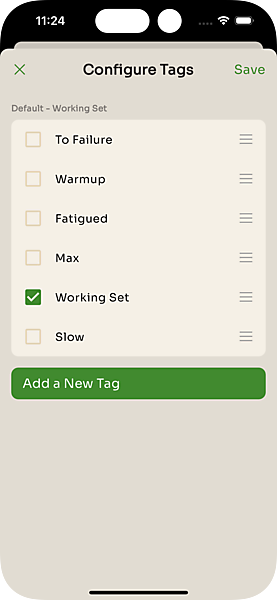 11:24
Configure Tags
Save
Default - Working Set
To Failure
Warmup
Fatigued
Max
Working Set
Slow
Add a New Tag